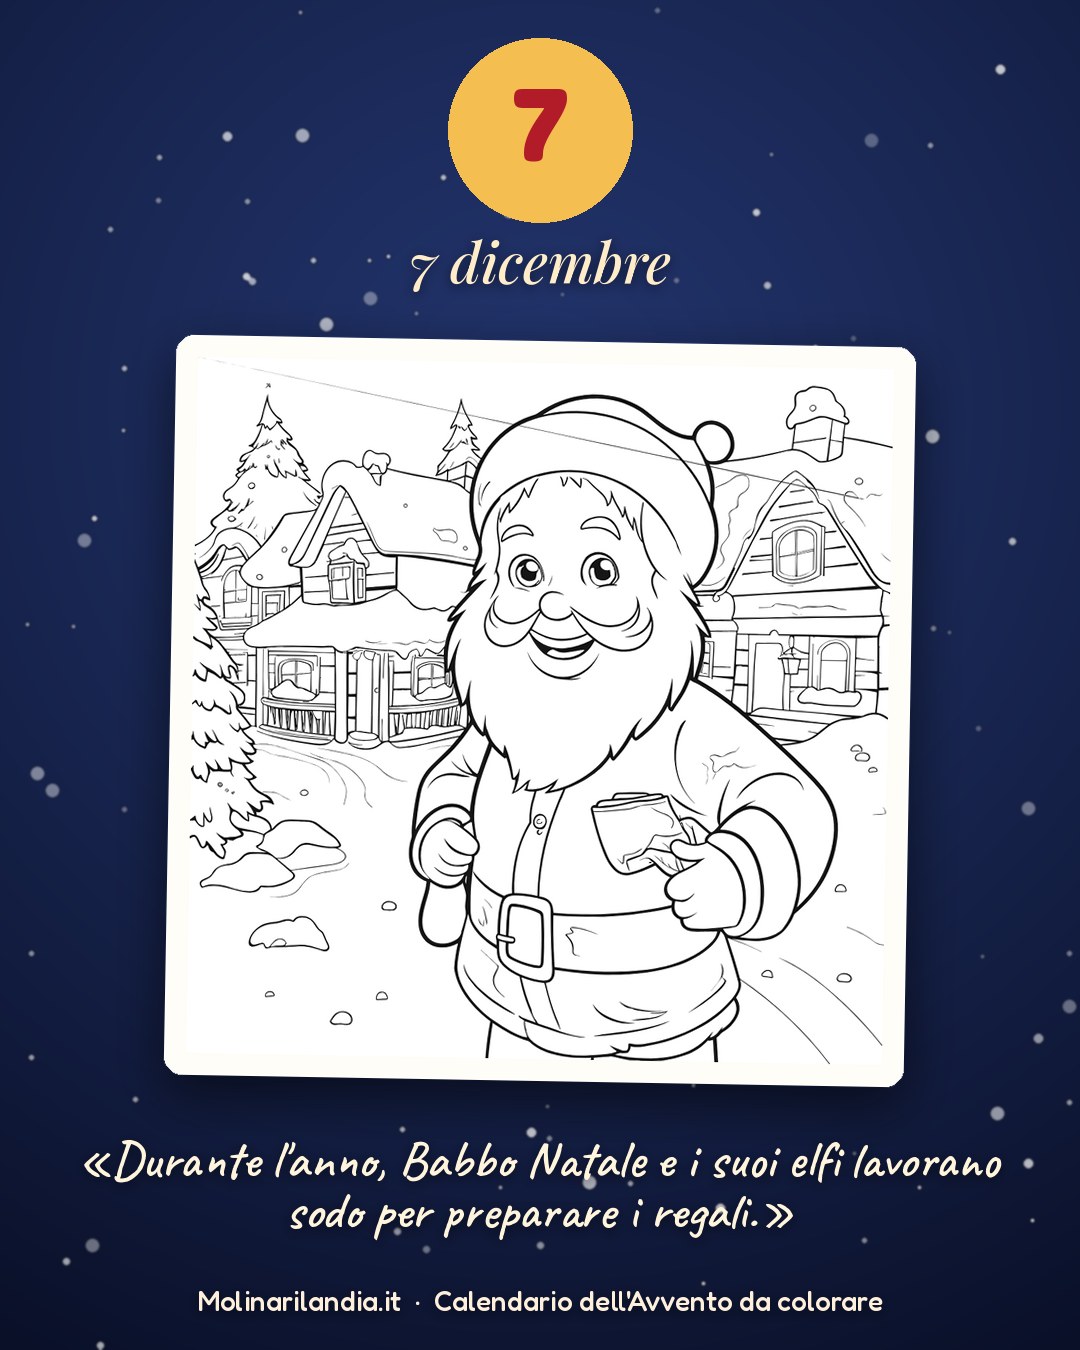 7
7 dicembre
«Durante l'anno, Babbo Natale e i suoi elfi lavorano
sodo per preparare i regali.»
Molinarilandia.it · Calendario dell'Avvento da colorare